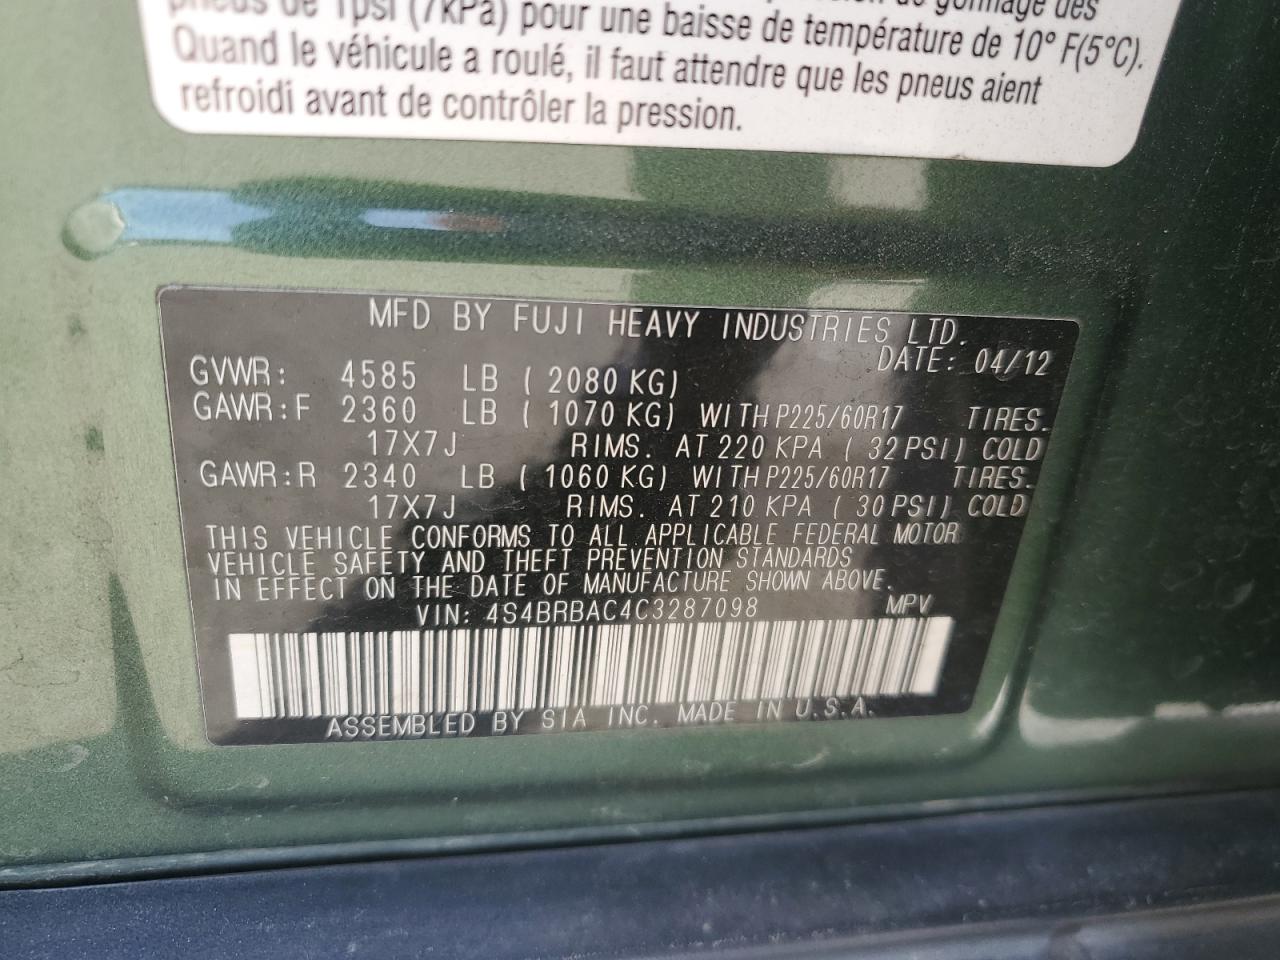 pneus de 1psi (7kPa) pour une baisse de température de 10° F(5°C).
Quand le véhicule a roulé, il faut attendre que les pneus aient
refroidi avant de contrôler la pression.
MFD BY FUJI HEAVY INDUSTRIES LTD.
DATE: 04/12
GVWR: 4585 LB ( 2080 KG)
GAWR:F 2360 LB ( 1070 KG) WITH P225/60R17 TIRES.
17X7J RIMS. AT 220 KPA ( 32 PSI) COLD
GAWR:R 2340 LB ( 1060 KG) WITH P225/60R17 TIRES.
17X7J RIMS. AT 210 KPA ( 30 PSI) COLD
THIS VEHICLE CONFORMS TO ALL APPLICABLE FEDERAL MOTOR
VEHICLE SAFETY AND THEFT PREVENTION STANDARDS
IN EFFECT ON THE DATE OF MANUFACTURE SHOWN ABOVE.
VIN: 4S4BRBAC4C3287098 MPV
ASSEMBLED BY SIA INC. MADE IN U.S.A.